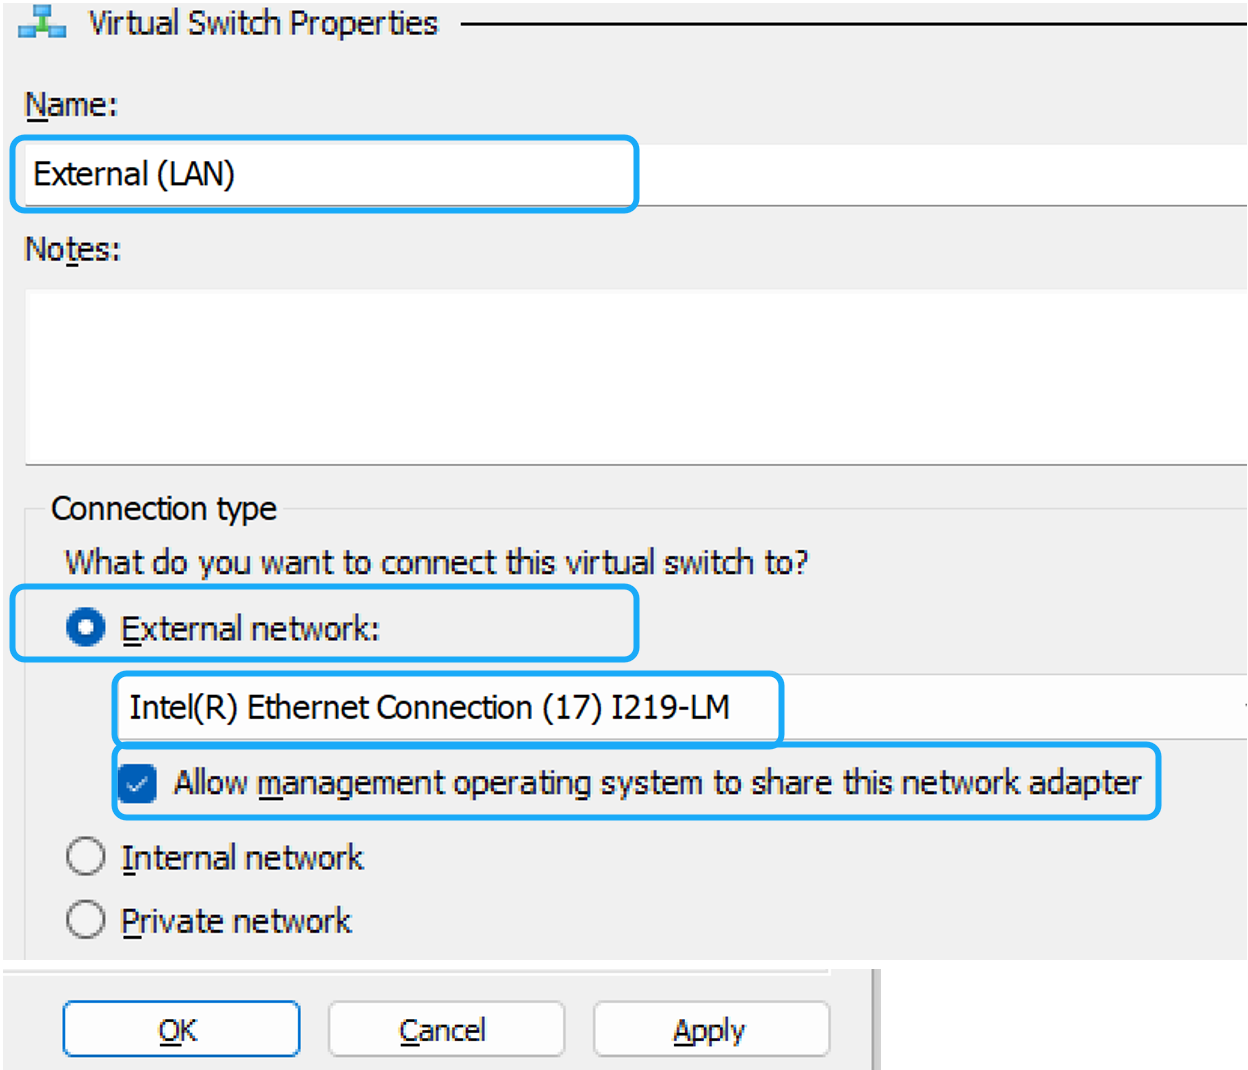 Virtual Switch Properties
Name:
External (LAN)
Notes:
Connection type
What do you want to connect this virtual switch to?
External network:
Intel(R) Ethernet Connection (17) I219-LM
Allow management operating system to share this network adapter
Internal network
Private network
OK Cancel Apply